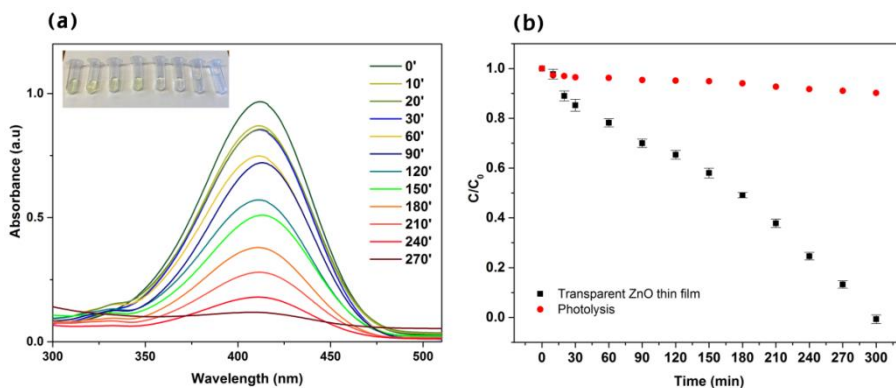 (a)
1.0
0.5
0.0
300
350
400
450
500
Absorbance (a.u)
Wavelength (nm)
0'
10'
20'
30'
60'
90'
120'
150'
180'
210'
240'
270'
(b)
1.0
0.8
0.6
0.4
0.2
0.0
0 30 60 90 120 150 180 210 240 270 300
C/C0
Time (min)
Transparent ZnO thin film
Photolysis